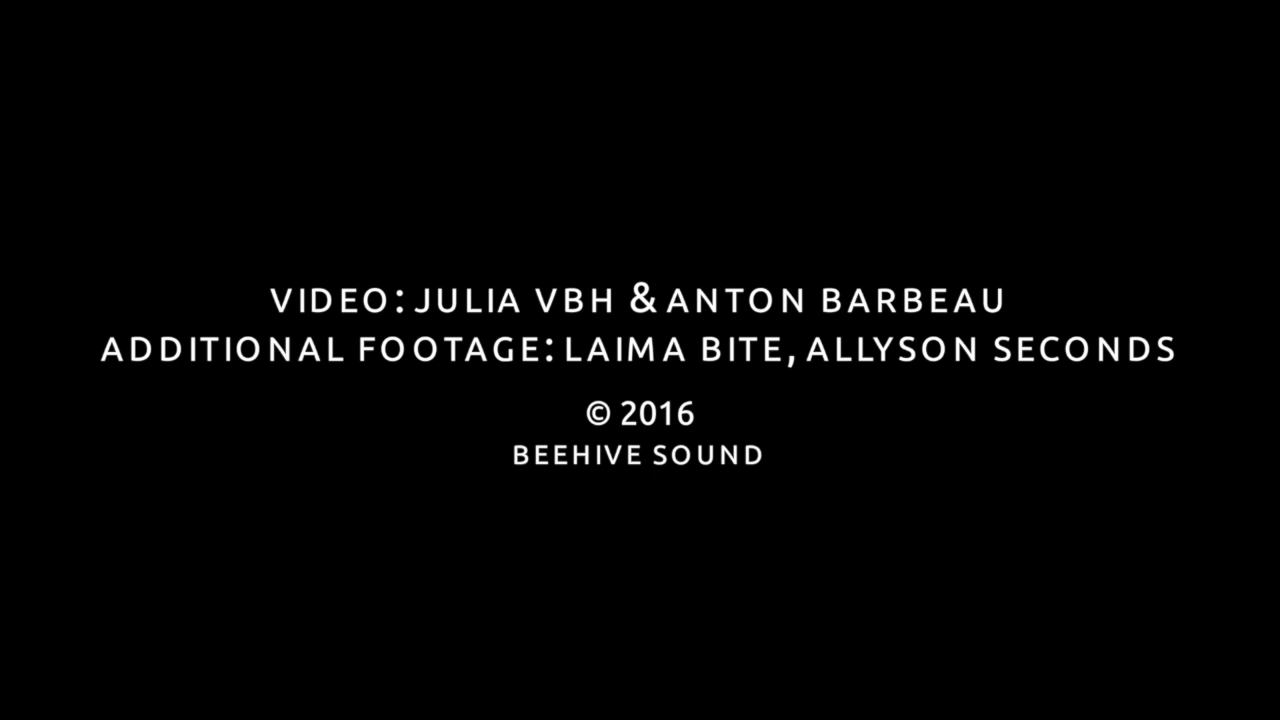 VIDEO: JULIA VBH & ANTON BARBEAU
ADDITIONAL FOOTAGE: LAIMA BITE, ALLYSON SECONDS
© 2016
BEEHIVE SOUND